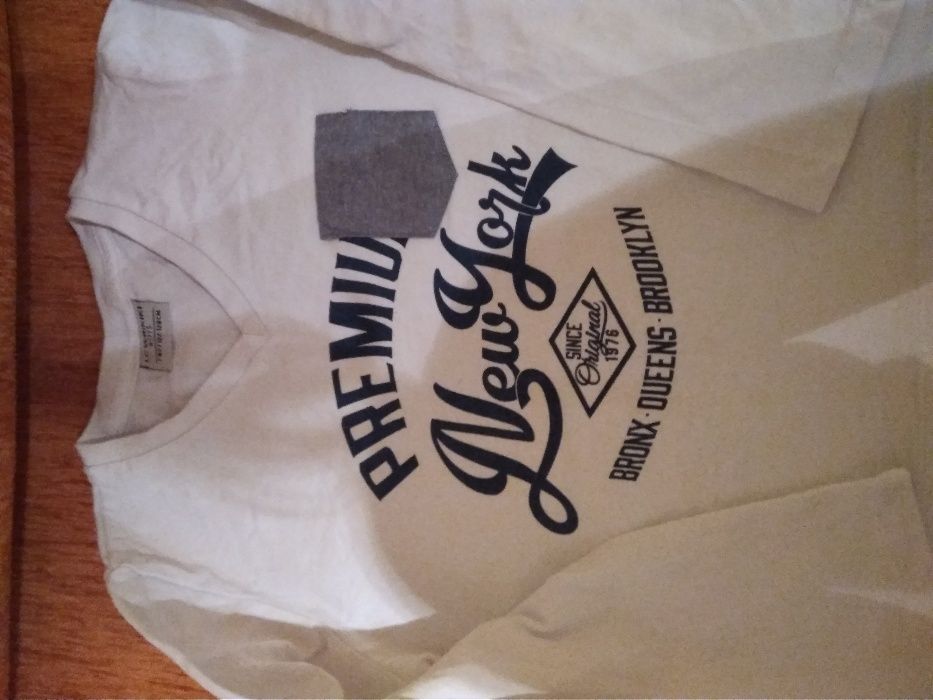 PREMIU
New York
SINCE
Original
1976
BRONX · QUEENS · BROOKLYN